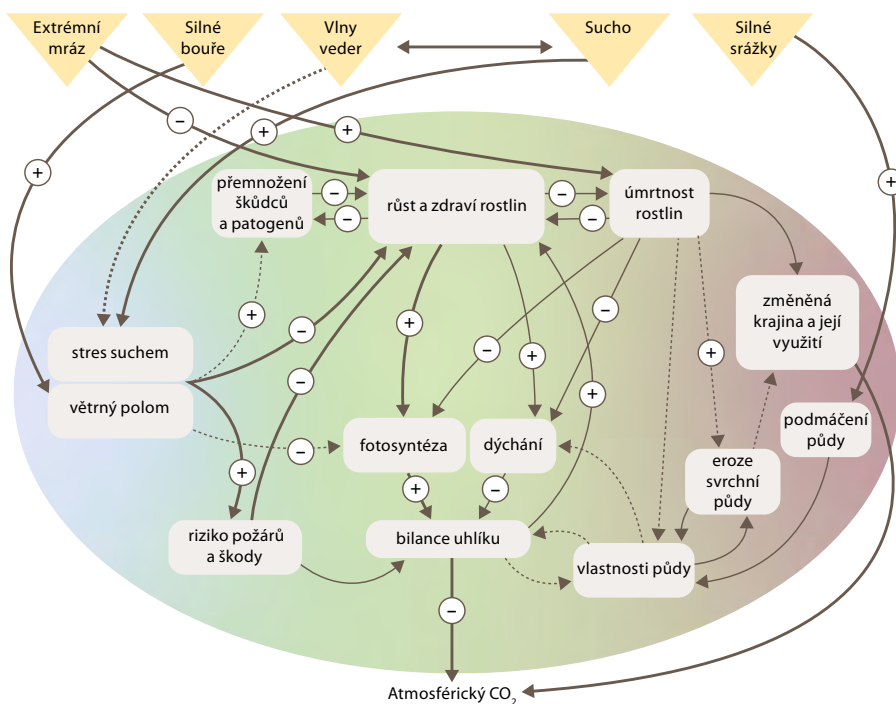 Extrémní
mráz
Silné
bouře
Vlny
veder
Sucho
Silné
srážky
–
+
+
+
+
přemnožení
škůdců
a patogenů
–
–
růst a zdraví rostlin
–
–
úmrtnost
rostlin
změněná
krajina a její
využití
+
–
+
–
+
–
+
stres suchem
větrný polom
–
+
podmáčení
půdy
+
–
fotosyntéza
dýchání
eroze
svrchní
půdy
+
–
riziko požárů
a škody
bilance uhlíku
vlastnosti půdy
–
Atmosférický CO₂